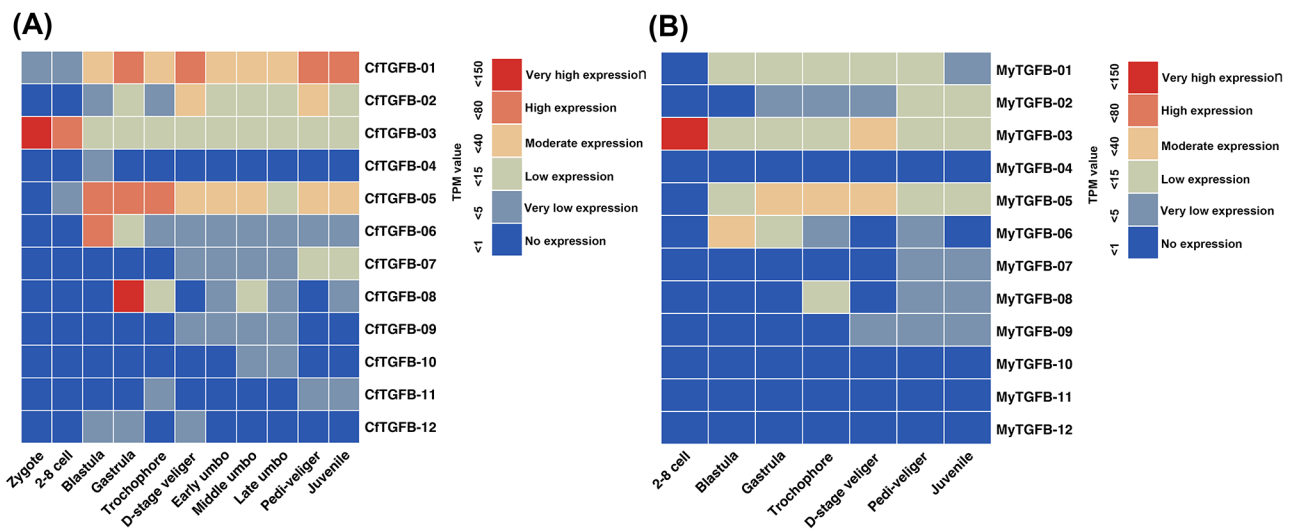 (A)
CfTGFB-01
CfTGFB-02
CfTGFB-03
CfTGFB-04
CfTGFB-05
CfTGFB-06
CfTGFB-07
CfTGFB-08
CfTGFB-09
CfTGFB-10
CfTGFB-11
CfTGFB-12
Zygote
2-8 cell
Blastula
Gastrula
Trochophore
D-stage veliger
Early umbo
Middle umbo
Late umbo
Pedi-veliger
Juvenile
TPM value
<150
<80
<40
<15
<5
<1
Very high expression
High expression
Moderate expression
Low expression
Very low expression
No expression
(B)
MyTGFB-01
MyTGFB-02
MyTGFB-03
MyTGFB-04
MyTGFB-05
MyTGFB-06
MyTGFB-07
MyTGFB-08
MyTGFB-09
MyTGFB-10
MyTGFB-11
MyTGFB-12
2-8 cell
Blastula
Gastrula
Trochophore
D-stage veliger
Pedi-veliger
Juvenile
TPM value
<150
<80
<40
<15
<5
<1
Very high expression
High expression
Moderate expression
Low expression
Very low expression
No expression